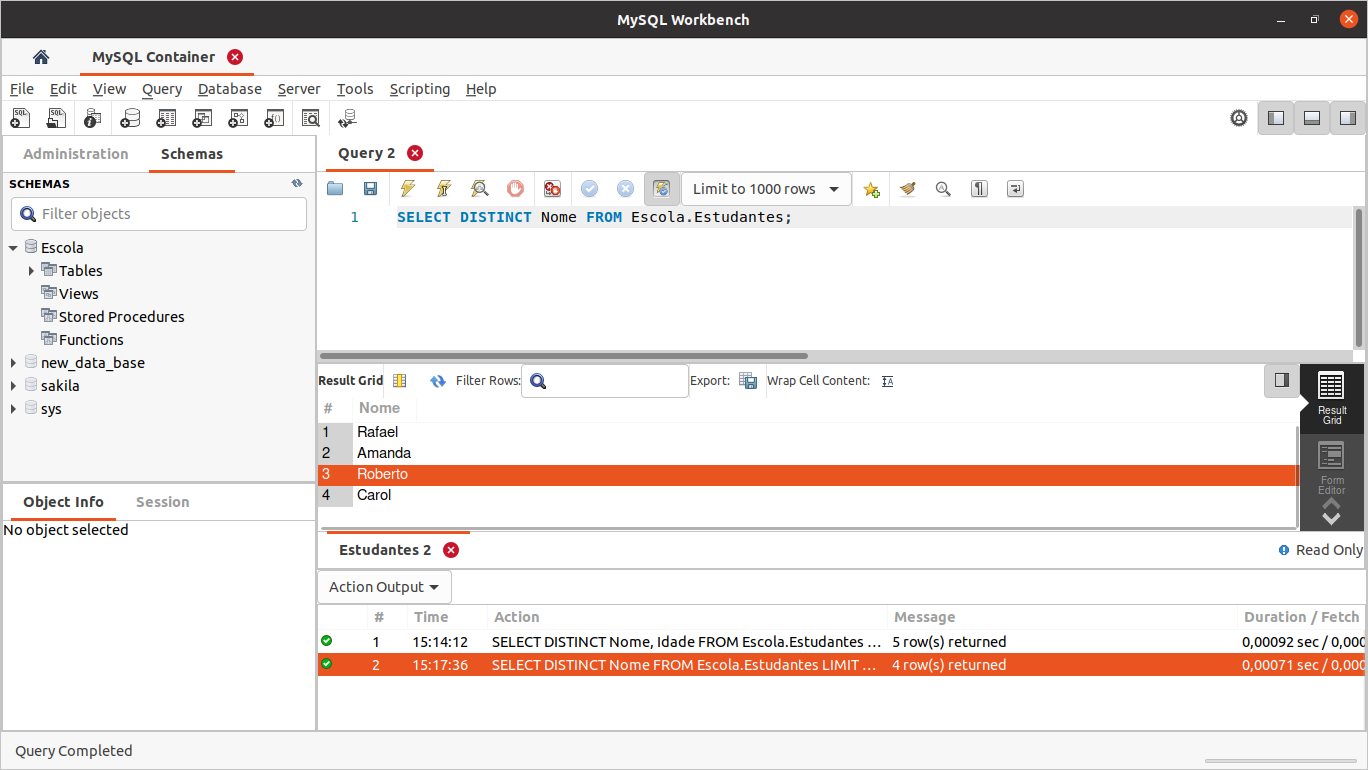 MySQL Workbench
MySQL Container
File Edit View Query Database Server Tools Scripting Help
Administration Schemas
SCHEMAS
Filter objects
Escola
Tables
Views
Stored Procedures
Functions
new_data_base
sakila
sys
Object Info Session
No object selected
Query 2
Limit to 1000 rows
1 SELECT DISTINCT Nome FROM Escola.Estudantes;
Result Grid Filter Rows: Export: Wrap Cell Content:
# Nome
1 Rafael
2 Amanda
3 Roberto
4 Carol
Result
Grid
Form
Editor
Estudantes 2 Read Only
Action Output
# Time Action Message Duration / Fetch
1 15:14:12 SELECT DISTINCT Nome, Idade FROM Escola.Estudantes ... 5 row(s) returned 0,00092 sec / 0,000
2 15:17:36 SELECT DISTINCT Nome FROM Escola.Estudantes LIMIT ... 4 row(s) returned 0,00071 sec / 0,000
Query Completed